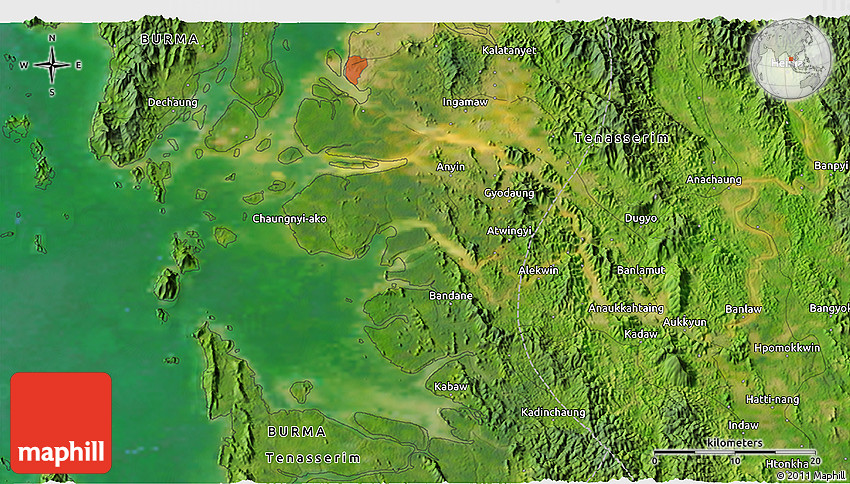 BURMA
N
W E
S
Kalatanyet
Dechaung
Ingamaw
Tenasserim
Anyin
Banpyi
Anachaung
Gyodaung
Chaungnyi-ako
Dugyo
Atwingyi
Alekwin
Banlamut
Bandane
Anaukkahtaing
Banlaw
Bangyok
Aukkyun
Kadaw
Hpomokkwin
Kabaw
Hatti-nang
Kadinchaung
Indaw
BURMA
Tenasserim
kilometers
0 10 20
Htonkha
maphill
© 2011 Maphill